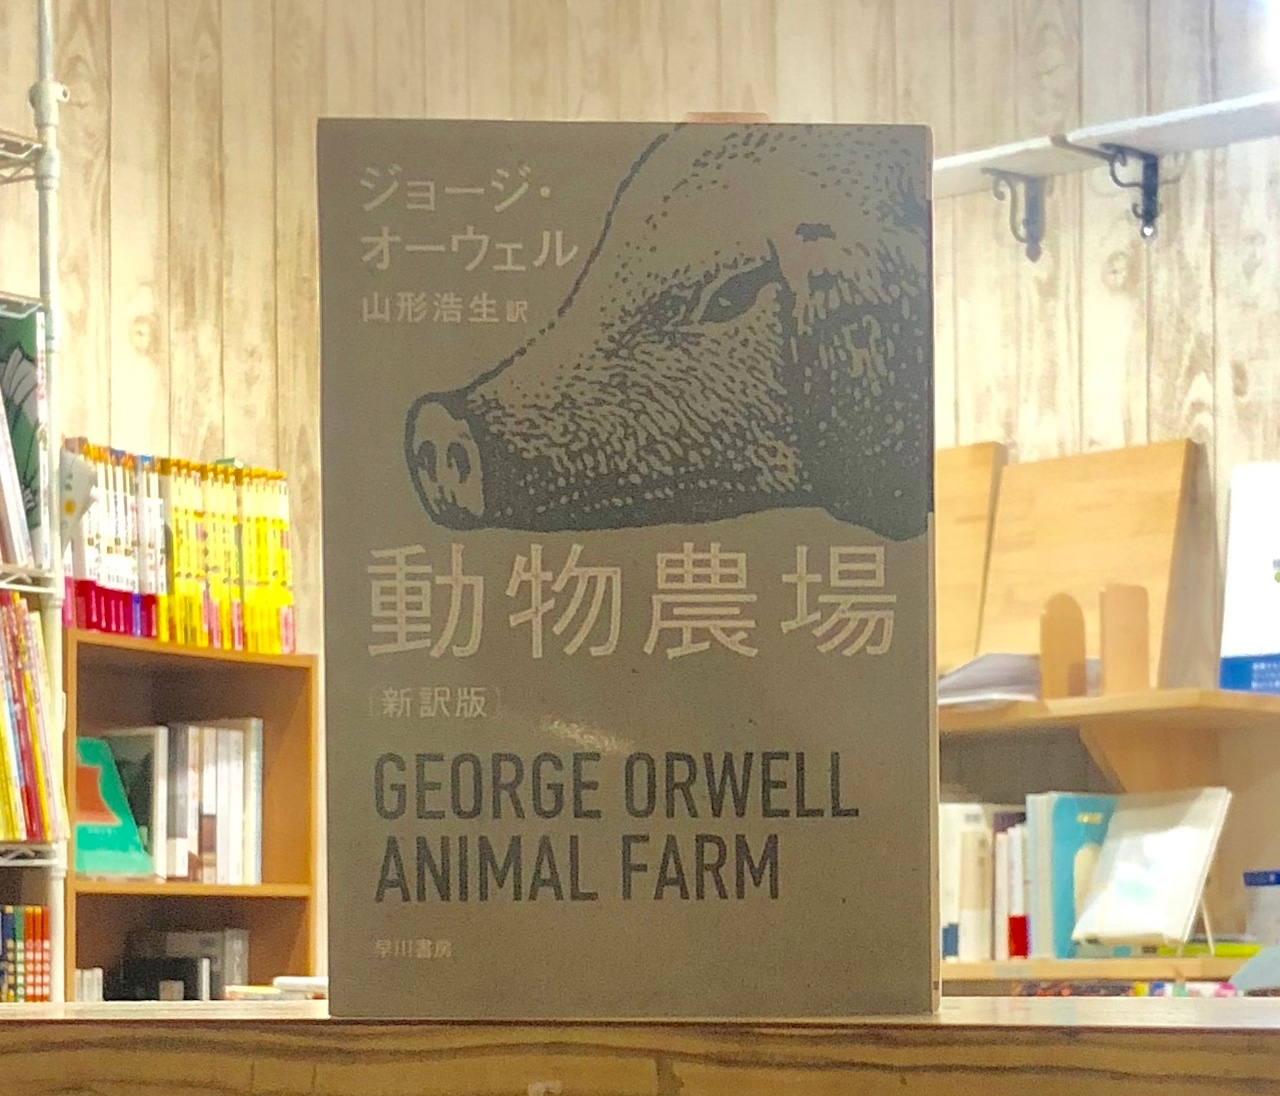 ジョージ・
オーウェル
山形浩生 訳
動物農場
〔新訳版〕
GEORGE ORWELL
ANIMAL FARM
早川書房